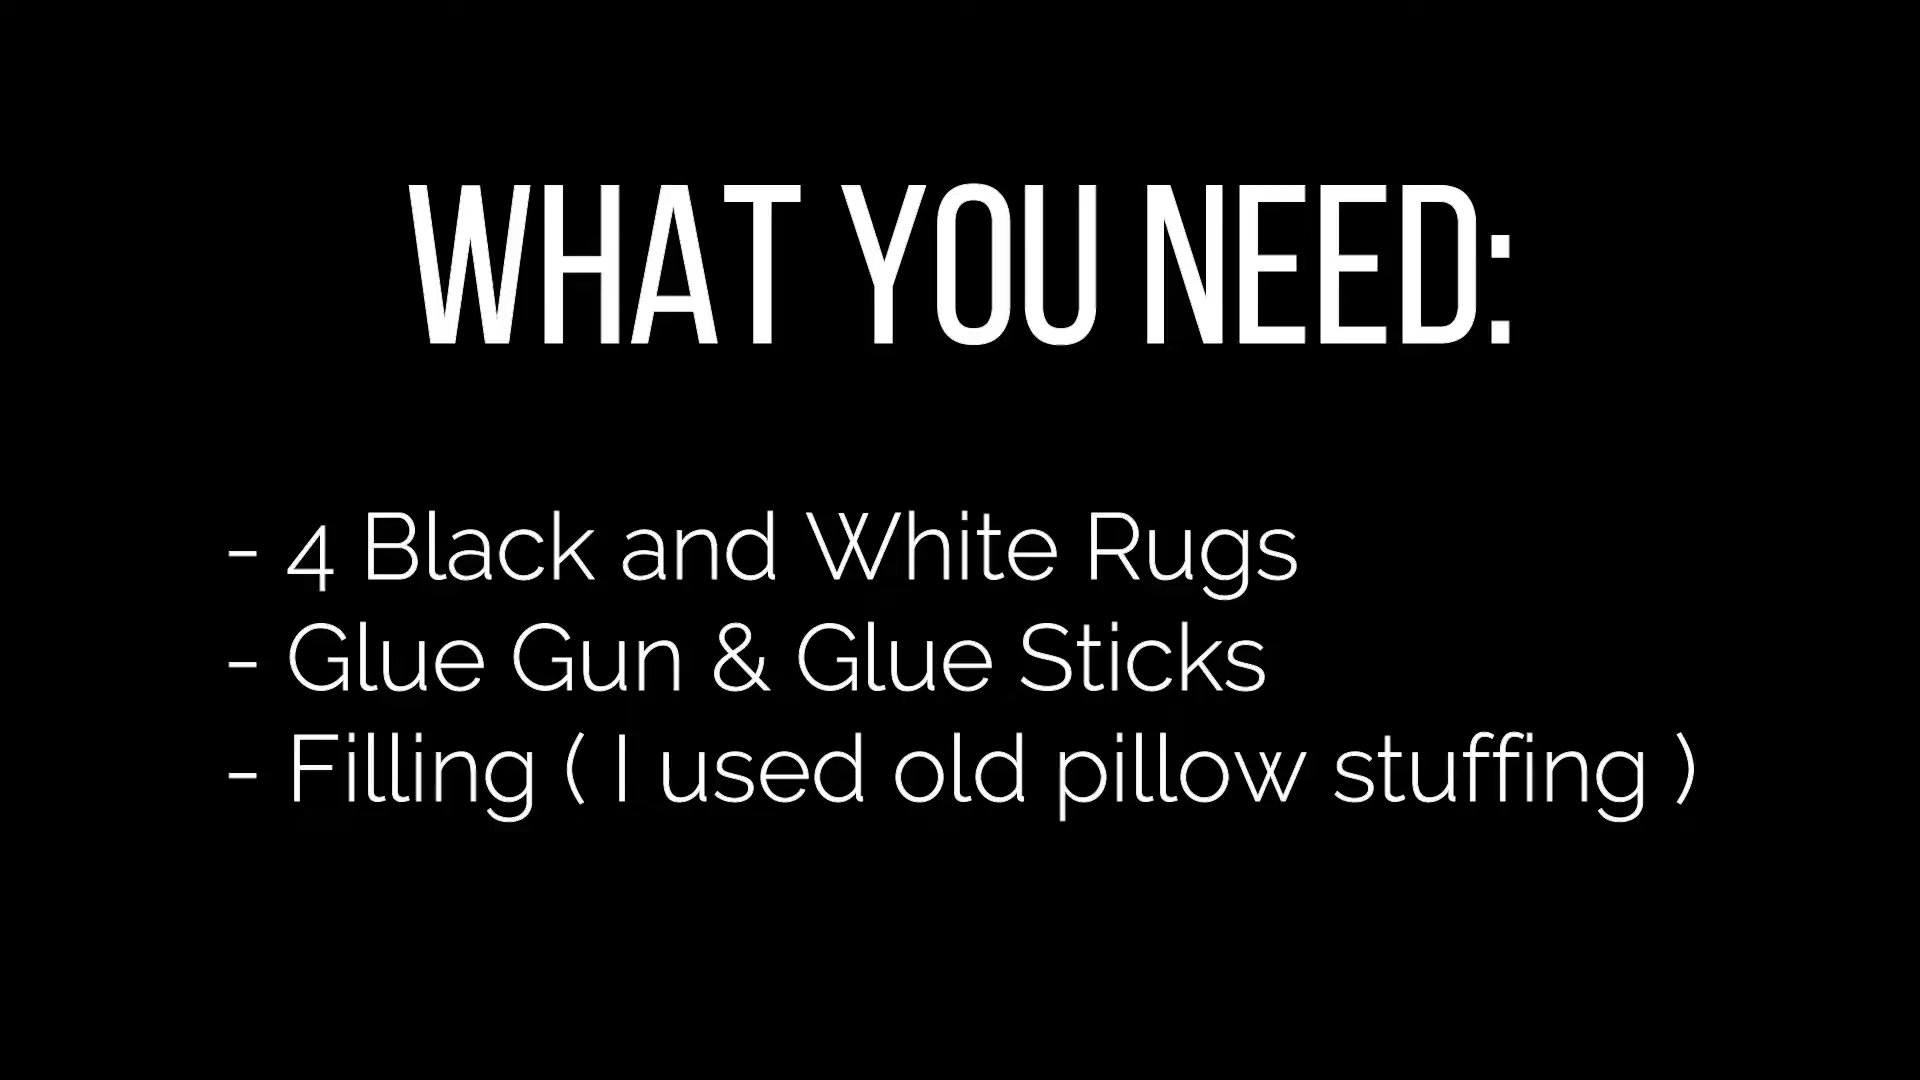 WHAT YOU NEED:
- 4 Black and White Rugs
- Glue Gun & Glue Sticks
- Filling ( I used old pillow stuffing )